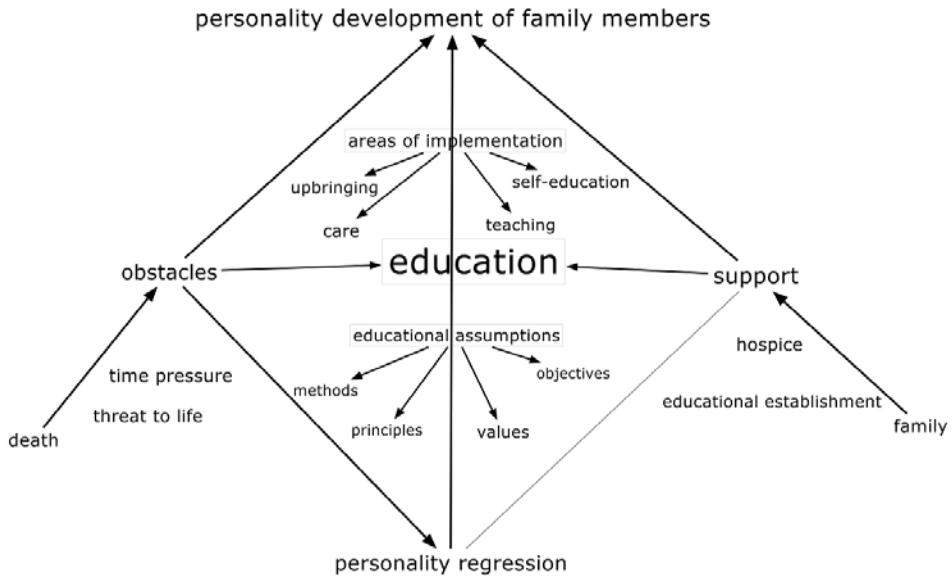 personality development of family members
areas of implementation
upbringing
self-education
care
teaching
obstacles
education
support
educational assumptions
hospice
time pressure
methods
objectives
threat to life
educational establishment
death
principles
values
family
personality regression